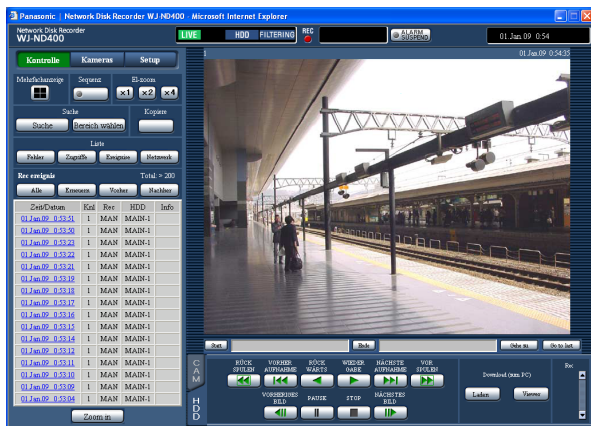 Panasonic | Network Disk Recorder WJ-ND400 - Microsoft Internet Explorer
Network Disk Recorder
WJ-ND400
LIVE HDD FILTERING REC ALARM SUSPEND 01.Jan.09 0:54
Kontrolle Kameras Setup
1 01.Jan.09 0:54:35
Mehrfachanzeige Sequenz El-zoom
x1 x2 x4
Suche Kopiere
Suche Bereich wählen
Liste
Fehler Zugriffe Ereignise Netzwerk
Rec ereignis Total: > 200
Alle Erneuern Vorher Nachher
Zeit/Datum Knl Rec HDD Info
01.Jan.09 0:53:51 1 MAN MAIN-1
01.Jan.09 0:53:50 1 MAN MAIN-1
01.Jan.09 0:53:23 1 MAN MAIN-1
01.Jan.09 0:53:22 1 MAN MAIN-1
01.Jan.09 0:53:21 1 MAN MAIN-1
01.Jan.09 0:53:19 1 MAN MAIN-1
01.Jan.09 0:53:18 1 MAN MAIN-1
01.Jan.09 0:53:17 1 MAN MAIN-1
01.Jan.09 0:53:16 1 MAN MAIN-1
01.Jan.09 0:53:15 1 MAN MAIN-1
01.Jan.09 0:53:14 1 MAN MAIN-1
01.Jan.09 0:53:12 1 MAN MAIN-1
01.Jan.09 0:53:11 1 MAN MAIN-1
01.Jan.09 0:53:10 1 MAN MAIN-1
01.Jan.09 0:53:09 1 MAN MAIN-1
01.Jan.09 0:53:04 1 MAN MAIN-1
Zoom in
Start Ende Gehe zu Go to last
CAM
HDD
RÜCK SPULEN VORHER AUFNAHME RÜCK WÄRTS WIEDER GABE NÄCHSTE AUFNAHME VOR SPULEN
VORHERIGES BILD PAUSE STOP NÄCHSTES BILD
Download (zum PC)
Laden Viewer
Rec